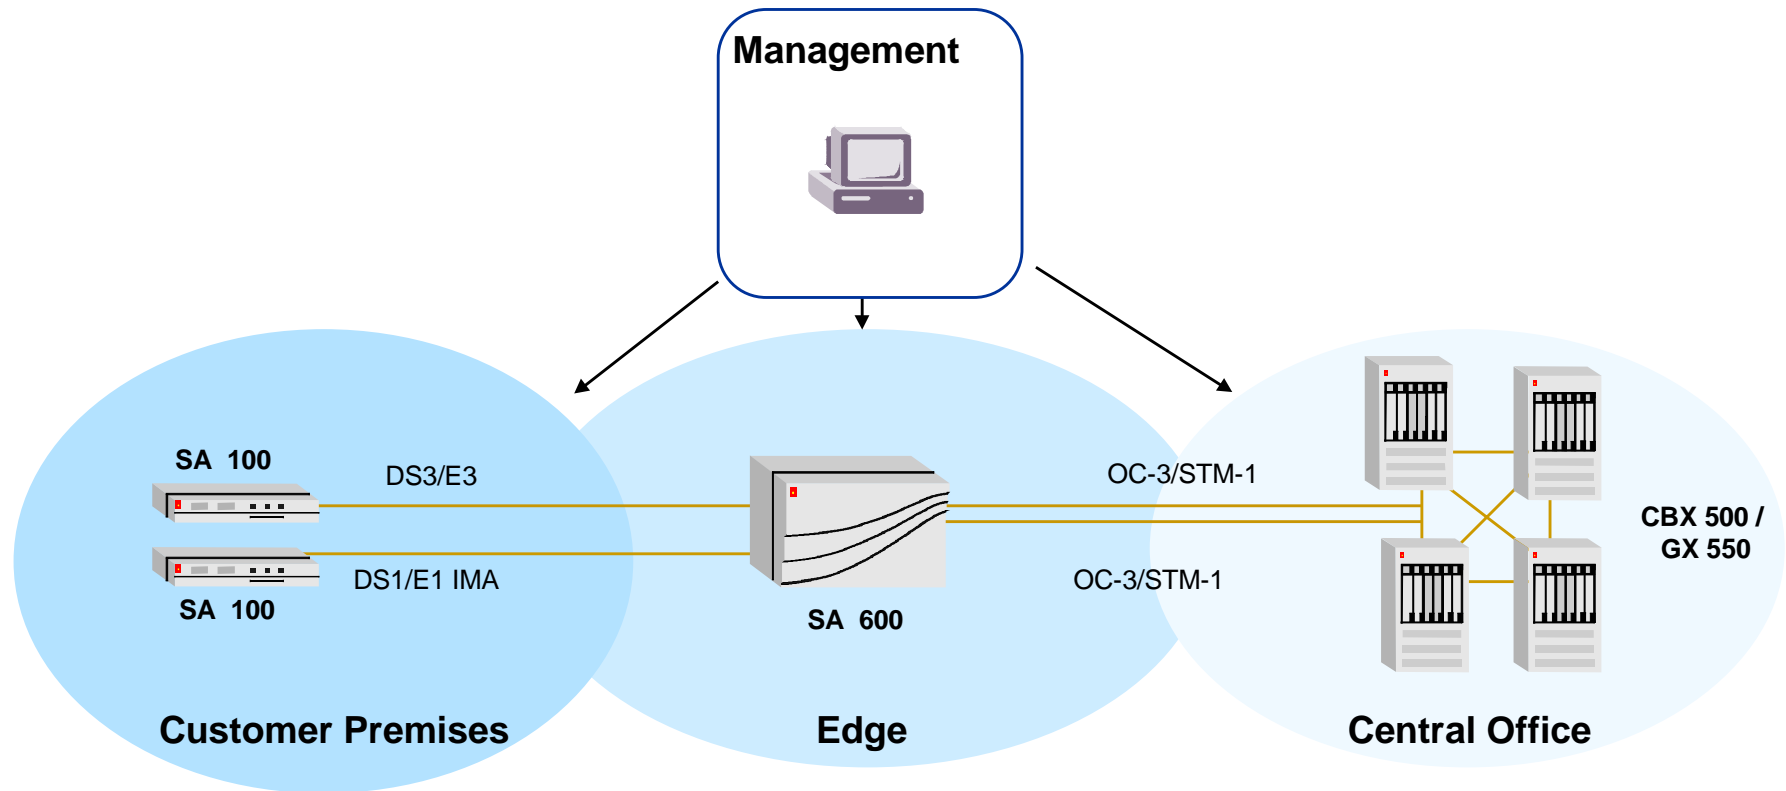 Management
SA 100
DS3/E3
OC-3/STM-1
CBX 500 /
GX 550
DS1/E1 IMA
OC-3/STM-1
SA 100
SA 600
Customer Premises
Edge
Central Office